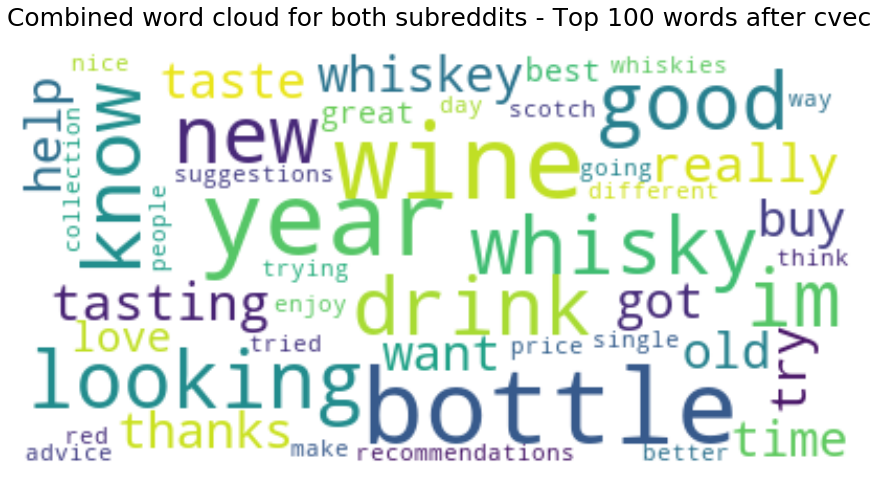 Combined word cloud for both subreddits - Top 100 words after cvec
nice
help
know
collection
people
taste
whiskey
best
whiskies
great
day
scotch
good
way
new
wine
suggestions
going
really
different
year
whisky
buy
think
trying
tasting
enjoy
drink
got
im
love
tried
want
price
single
old
try
looking
bottle
thanks
time
red
advice
make
recommendations
better